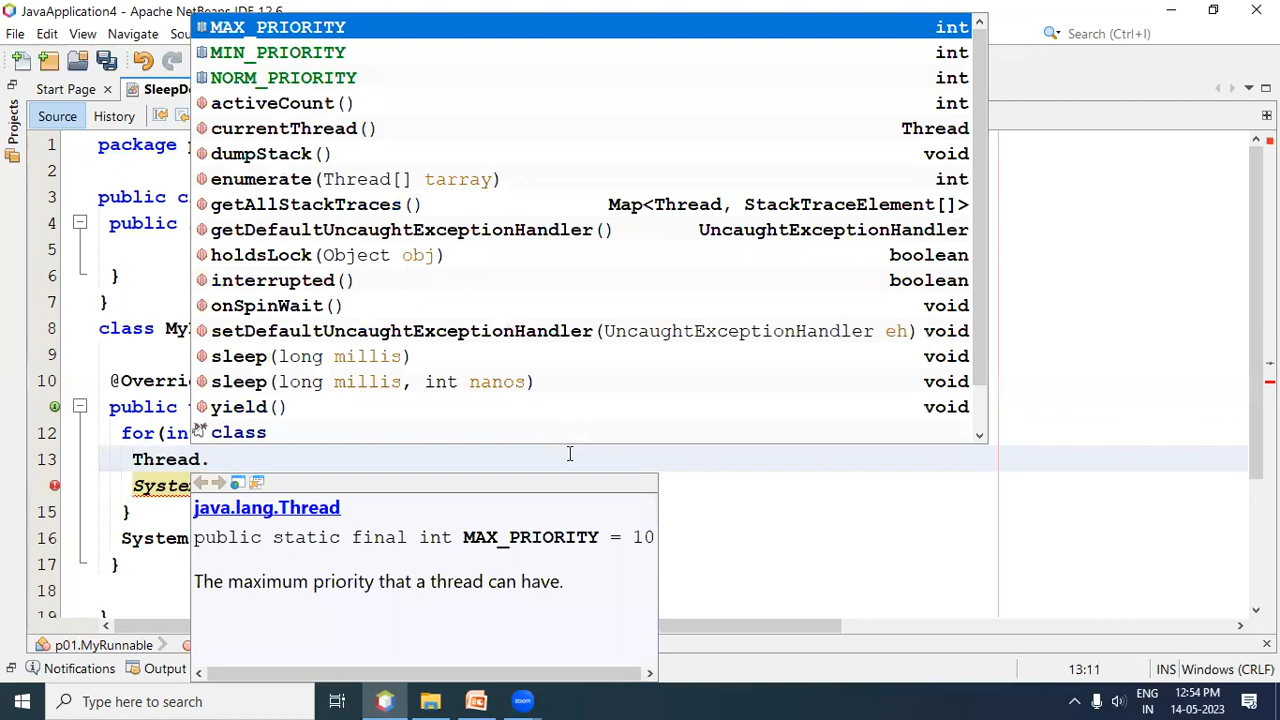 JavaApplication4 - Apache NetBeans IDE 12.6
File Edit View Navigate
Search (Ctrl+I)
Start Page
Source History
Projects
1 package
2
3 public
4 public
5
6 }
7 }
8 class
9
10
public
12 for(in
13 Thread.
15 }
16 System
17 }
18
19 }
MAX_PRIORITY int
MIN_PRIORITY int
NORM_PRIORITY int
activeCount() int
currentThread() Thread
dumpStack() void
enumerate(Thread[] tarray) int
getAllStackTraces() Map<Thread, StackTraceElement[]>
getDefaultUncaughtExceptionHandler() UncaughtExceptionHandler
holdsLock(Object obj) boolean
interrupted() boolean
onSpinWait() void
setDefaultUncaughtExceptionHandler(UncaughtExceptionHandler eh) void
sleep(long millis) void
sleep(long millis, int nanos) void
yield() void
class
java.lang.Thread
public static final int MAX_PRIORITY = 10
The maximum priority that a thread can have.
p01.MyRunnable
Notifications Output
13:11 INS Windows (CRLF)
Type here to search
ENG
IN
12:54 PM
14-05-2023
zoom